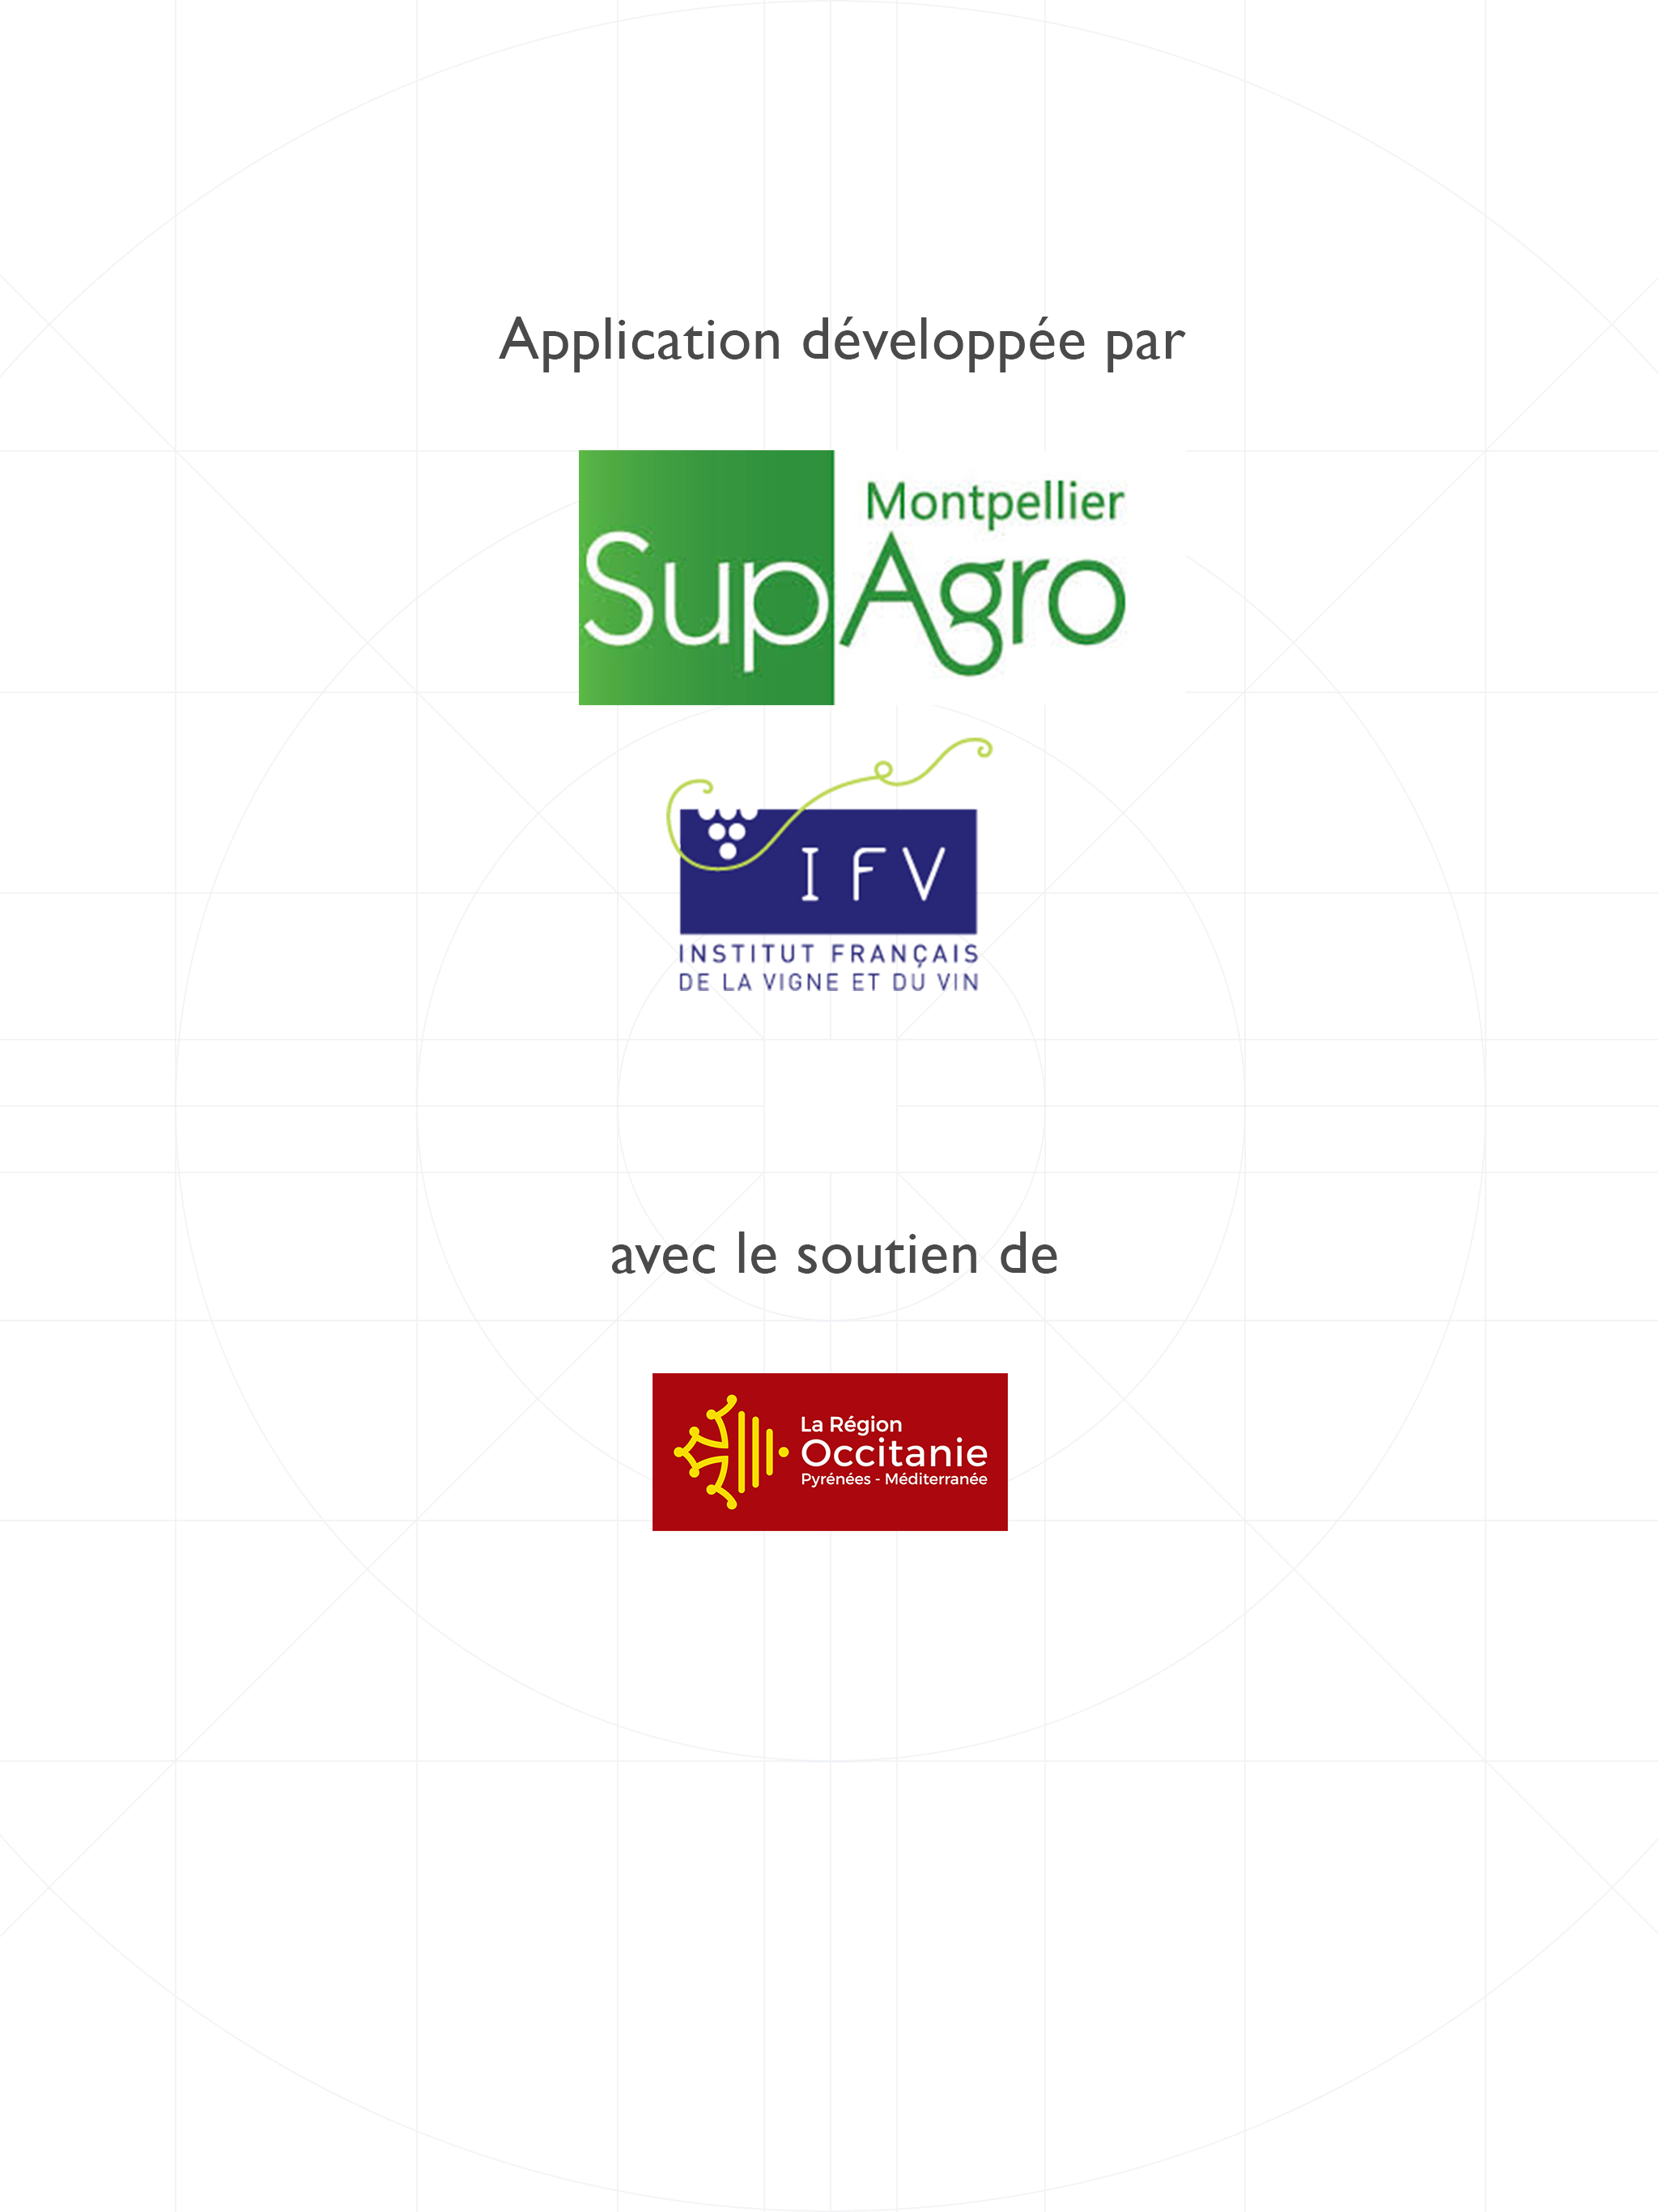 Application développée par
Montpellier
SupAgro
IFV
INSTITUT FRANÇAIS
DE LA VIGNE ET DU VIN
avec le soutien de
La Région
Occitanie
Pyrénées - Méditerranée